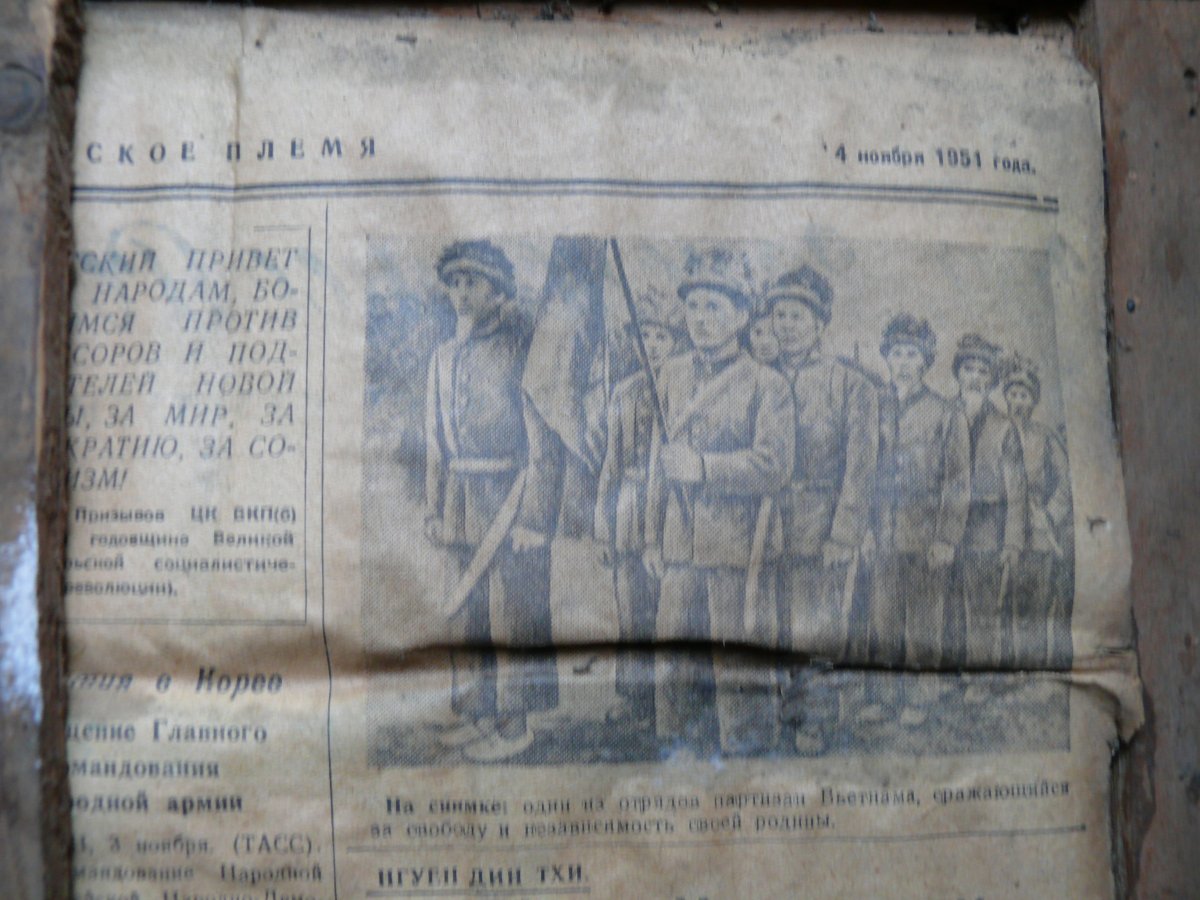 СКОЕ ПЛЕМЯ
4 ноября 1951 года.
СКИЙ ПРИВЕТ
НАРОДАМ, БО-
ИМСЯ ПРОТИВ
СОРОВ И ПОД-
ТЕЛЕЙ НОВОЙ
Ы, ЗА МИР, ЗА
КРАТИЮ, ЗА СО-
ИЗМ!
Призывов ЦК ВКП(б)
годовщине Великой
ьской социалистиче-
революции).
ния в Корее
щение Главного
мандования
родной армии
3 ноября. (ТАСС).
мандование Народной
На снимке: один из отрядов партизан Вьетнама, сражающийся
за свободу и независимость своей родины.
НГУЕН ДИН ТХИ.